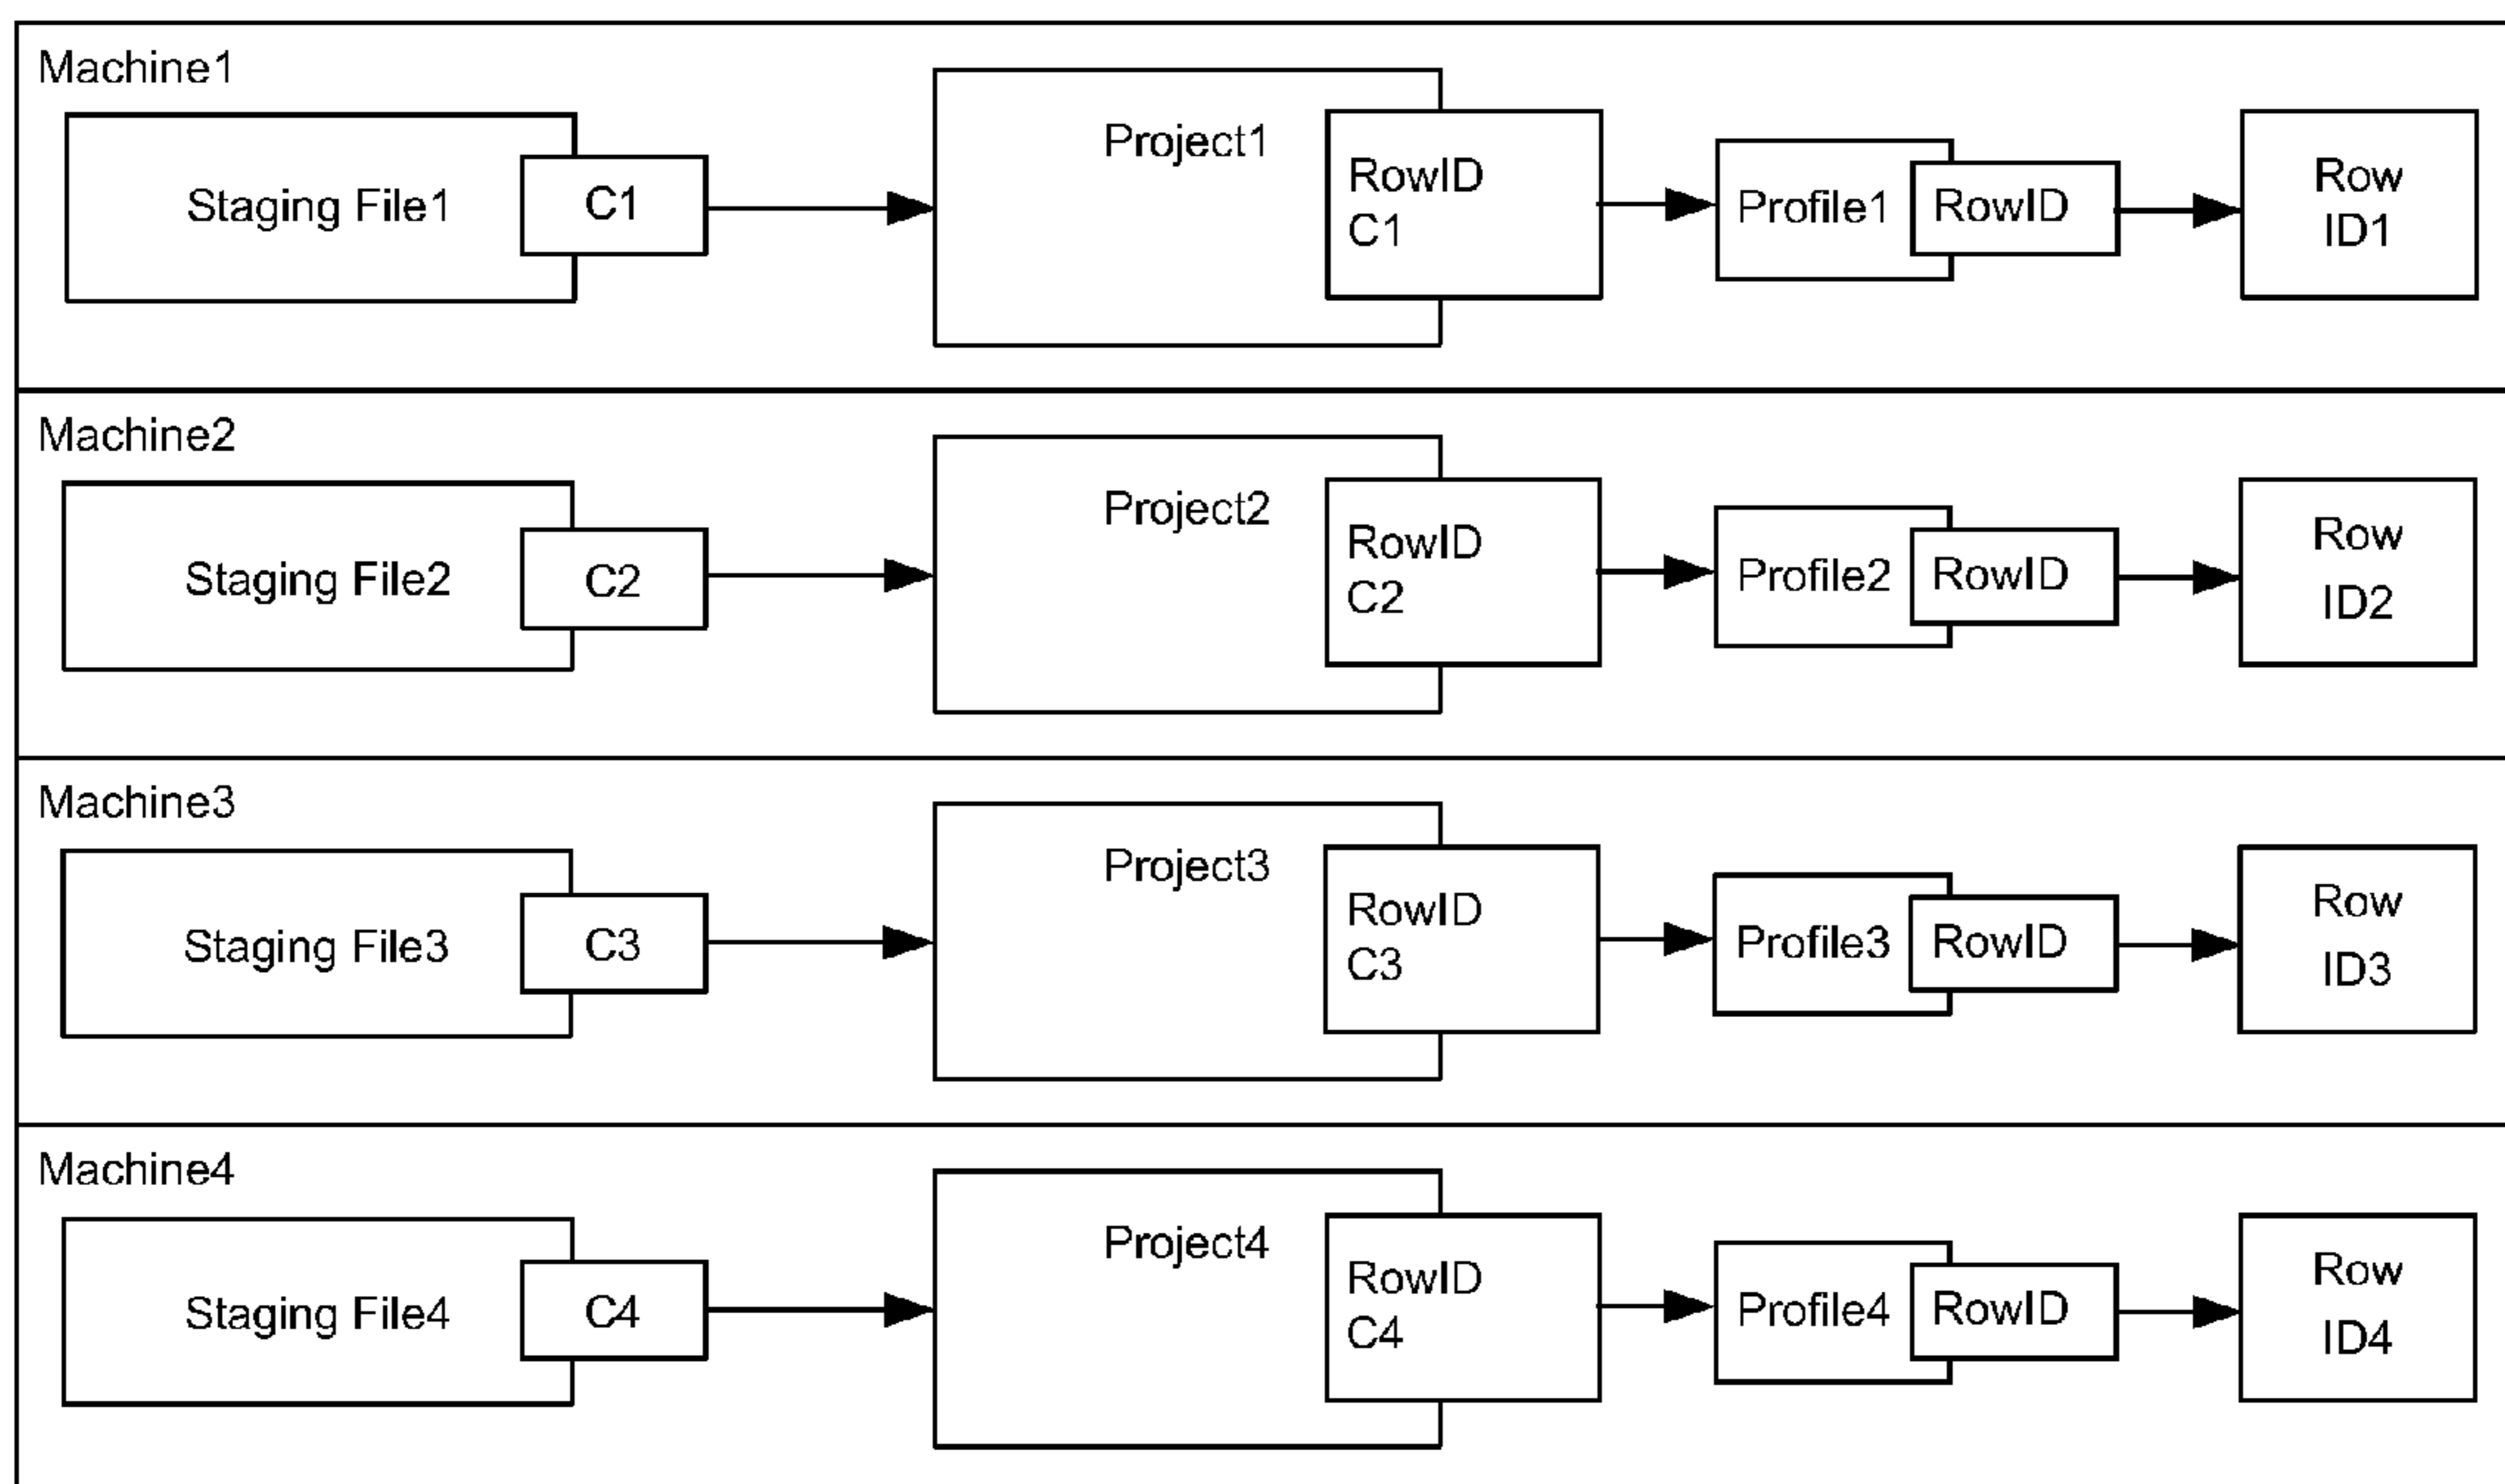 Machine1
Staging File1
C1
Project1
RowID
C1
Profile1
RowID
Row
ID1
Machine2
Staging File2
C2
Project2
RowID
C2
Profile2
RowID
Row
ID2
Machine3
Staging File3
C3
Project3
RowID
C3
Profile3
RowID
Row
ID3
Machine4
Staging File4
C4
Project4
RowID
C4
Profile4
RowID
Row
ID4